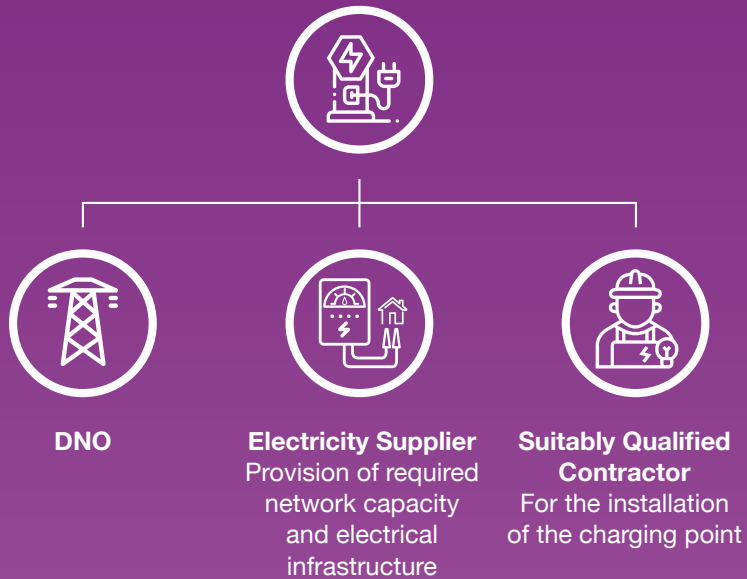 DNO
Electricity Supplier
Provision of required
network capacity
and electrical
infrastructure
Suitably Qualified
Contractor
For the installation
of the charging point